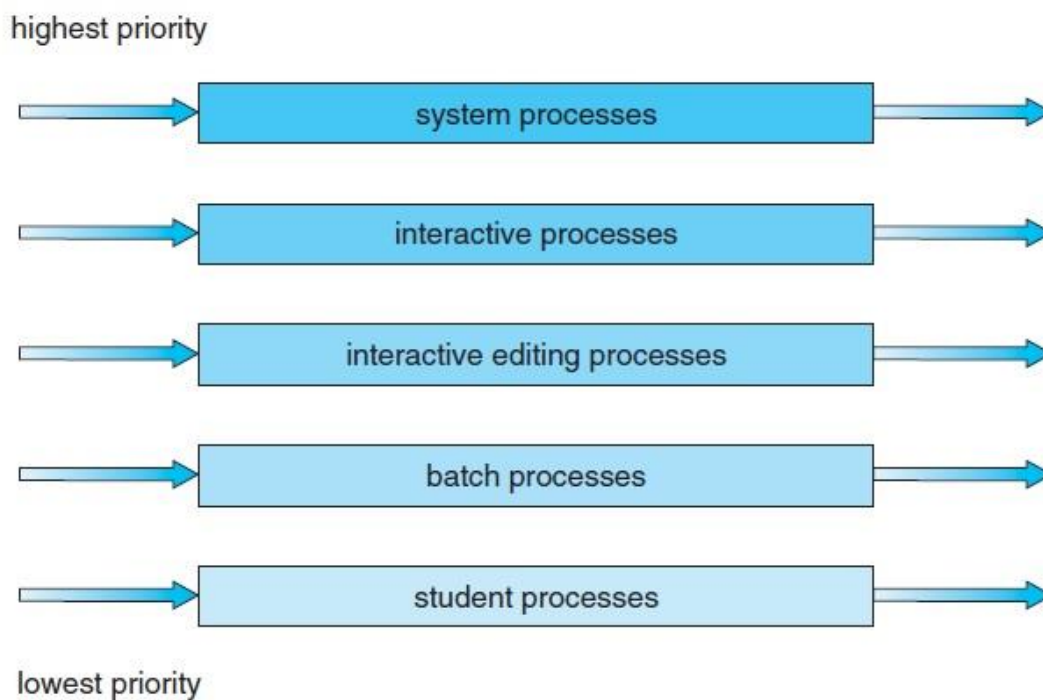 highest priority
system processes
interactive processes
interactive editing processes
batch processes
student processes
lowest priority